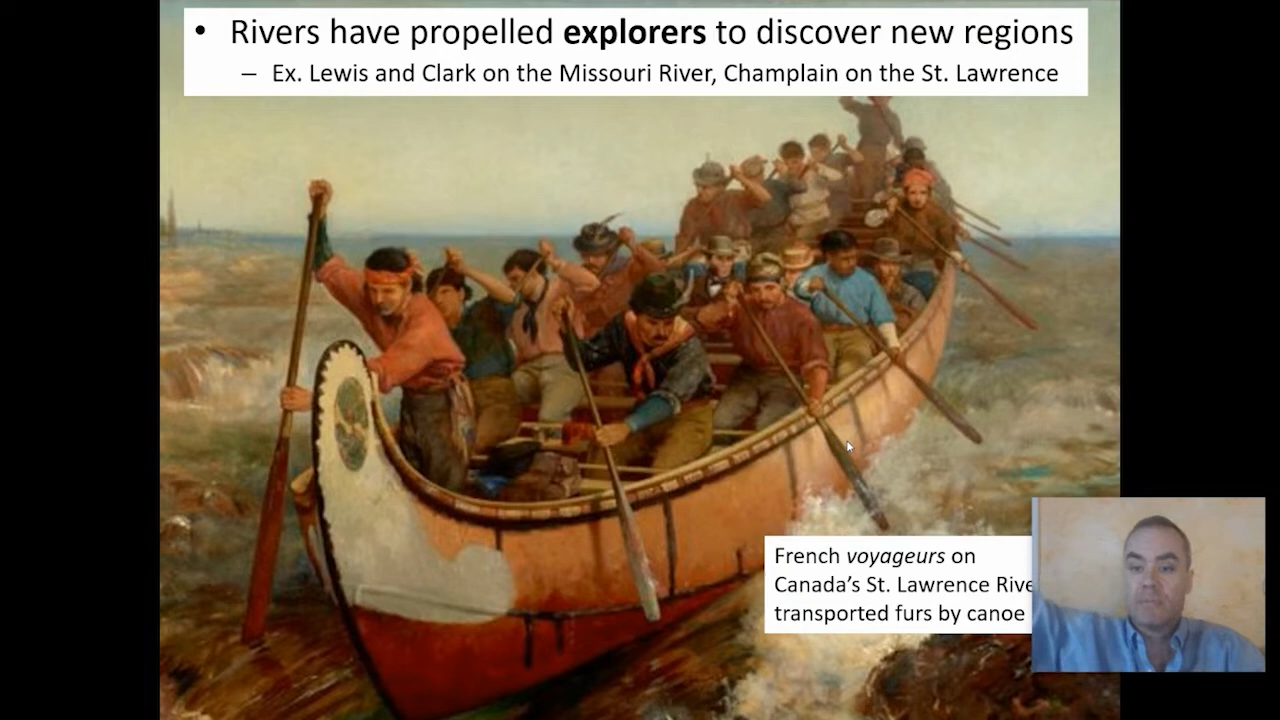 • Rivers have propelled explorers to discover new regions
– Ex. Lewis and Clark on the Missouri River, Champlain on the St. Lawrence
French voyageurs on
Canada’s St. Lawrence Rive
transported furs by canoe